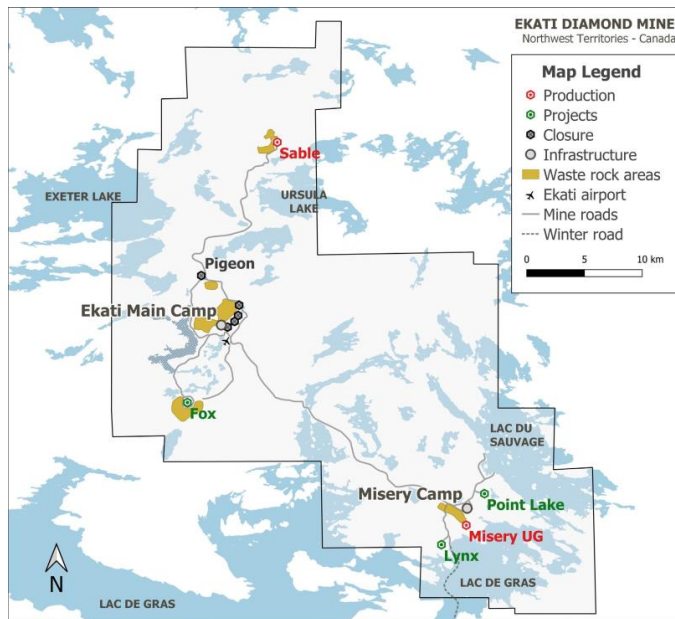 EKATI DIAMOND MINE
Northwest Territories - Canada
Map Legend
Production
Projects
Closure
Infrastructure
Waste rock areas
Ekati airport
Mine roads
Winter road
0 5 10 km
Sable
EXETER LAKE
URSULA
LAKE
Pigeon
Ekati Main Camp
Fox
LAC DU
SAUVAGE
Misery Camp
Point Lake
Misery UG
Lynx
N
LAC DE GRAS
LAC DE GRAS